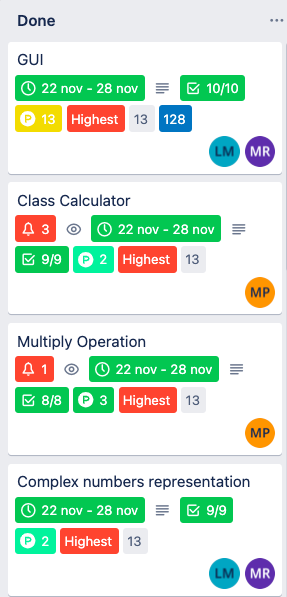 Done ...
GUI
22 nov - 28 nov 10/10
P 13 Highest 13 128
LM MR
Class Calculator
3 22 nov - 28 nov
9/9 P 2 Highest 13
MP
Multiply Operation
1 22 nov - 28 nov
8/8 P 3 Highest 13
MP
Complex numbers representation
22 nov - 28 nov 9/9
P 2 Highest 13
LM MR